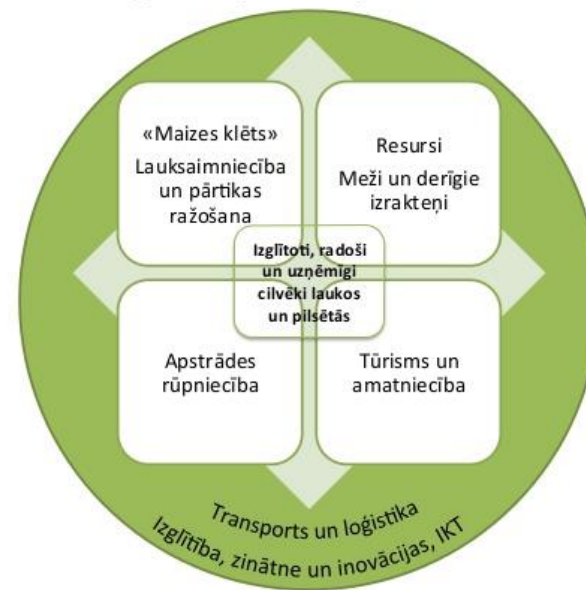 «Maizes klēts»
Lauksaimniecība
un pārtikas
ražošana
Resursi
Meži un derīgie
izrakteņi
Izglītoti, radoši
un uzņēmīgi
cilvēki laukos
un pilsētās
Apstrādes
rūpniecība
Tūrisms un
amatniecība
Transports un loģistika
Izglītība, zinātne un inovācijas, IKT